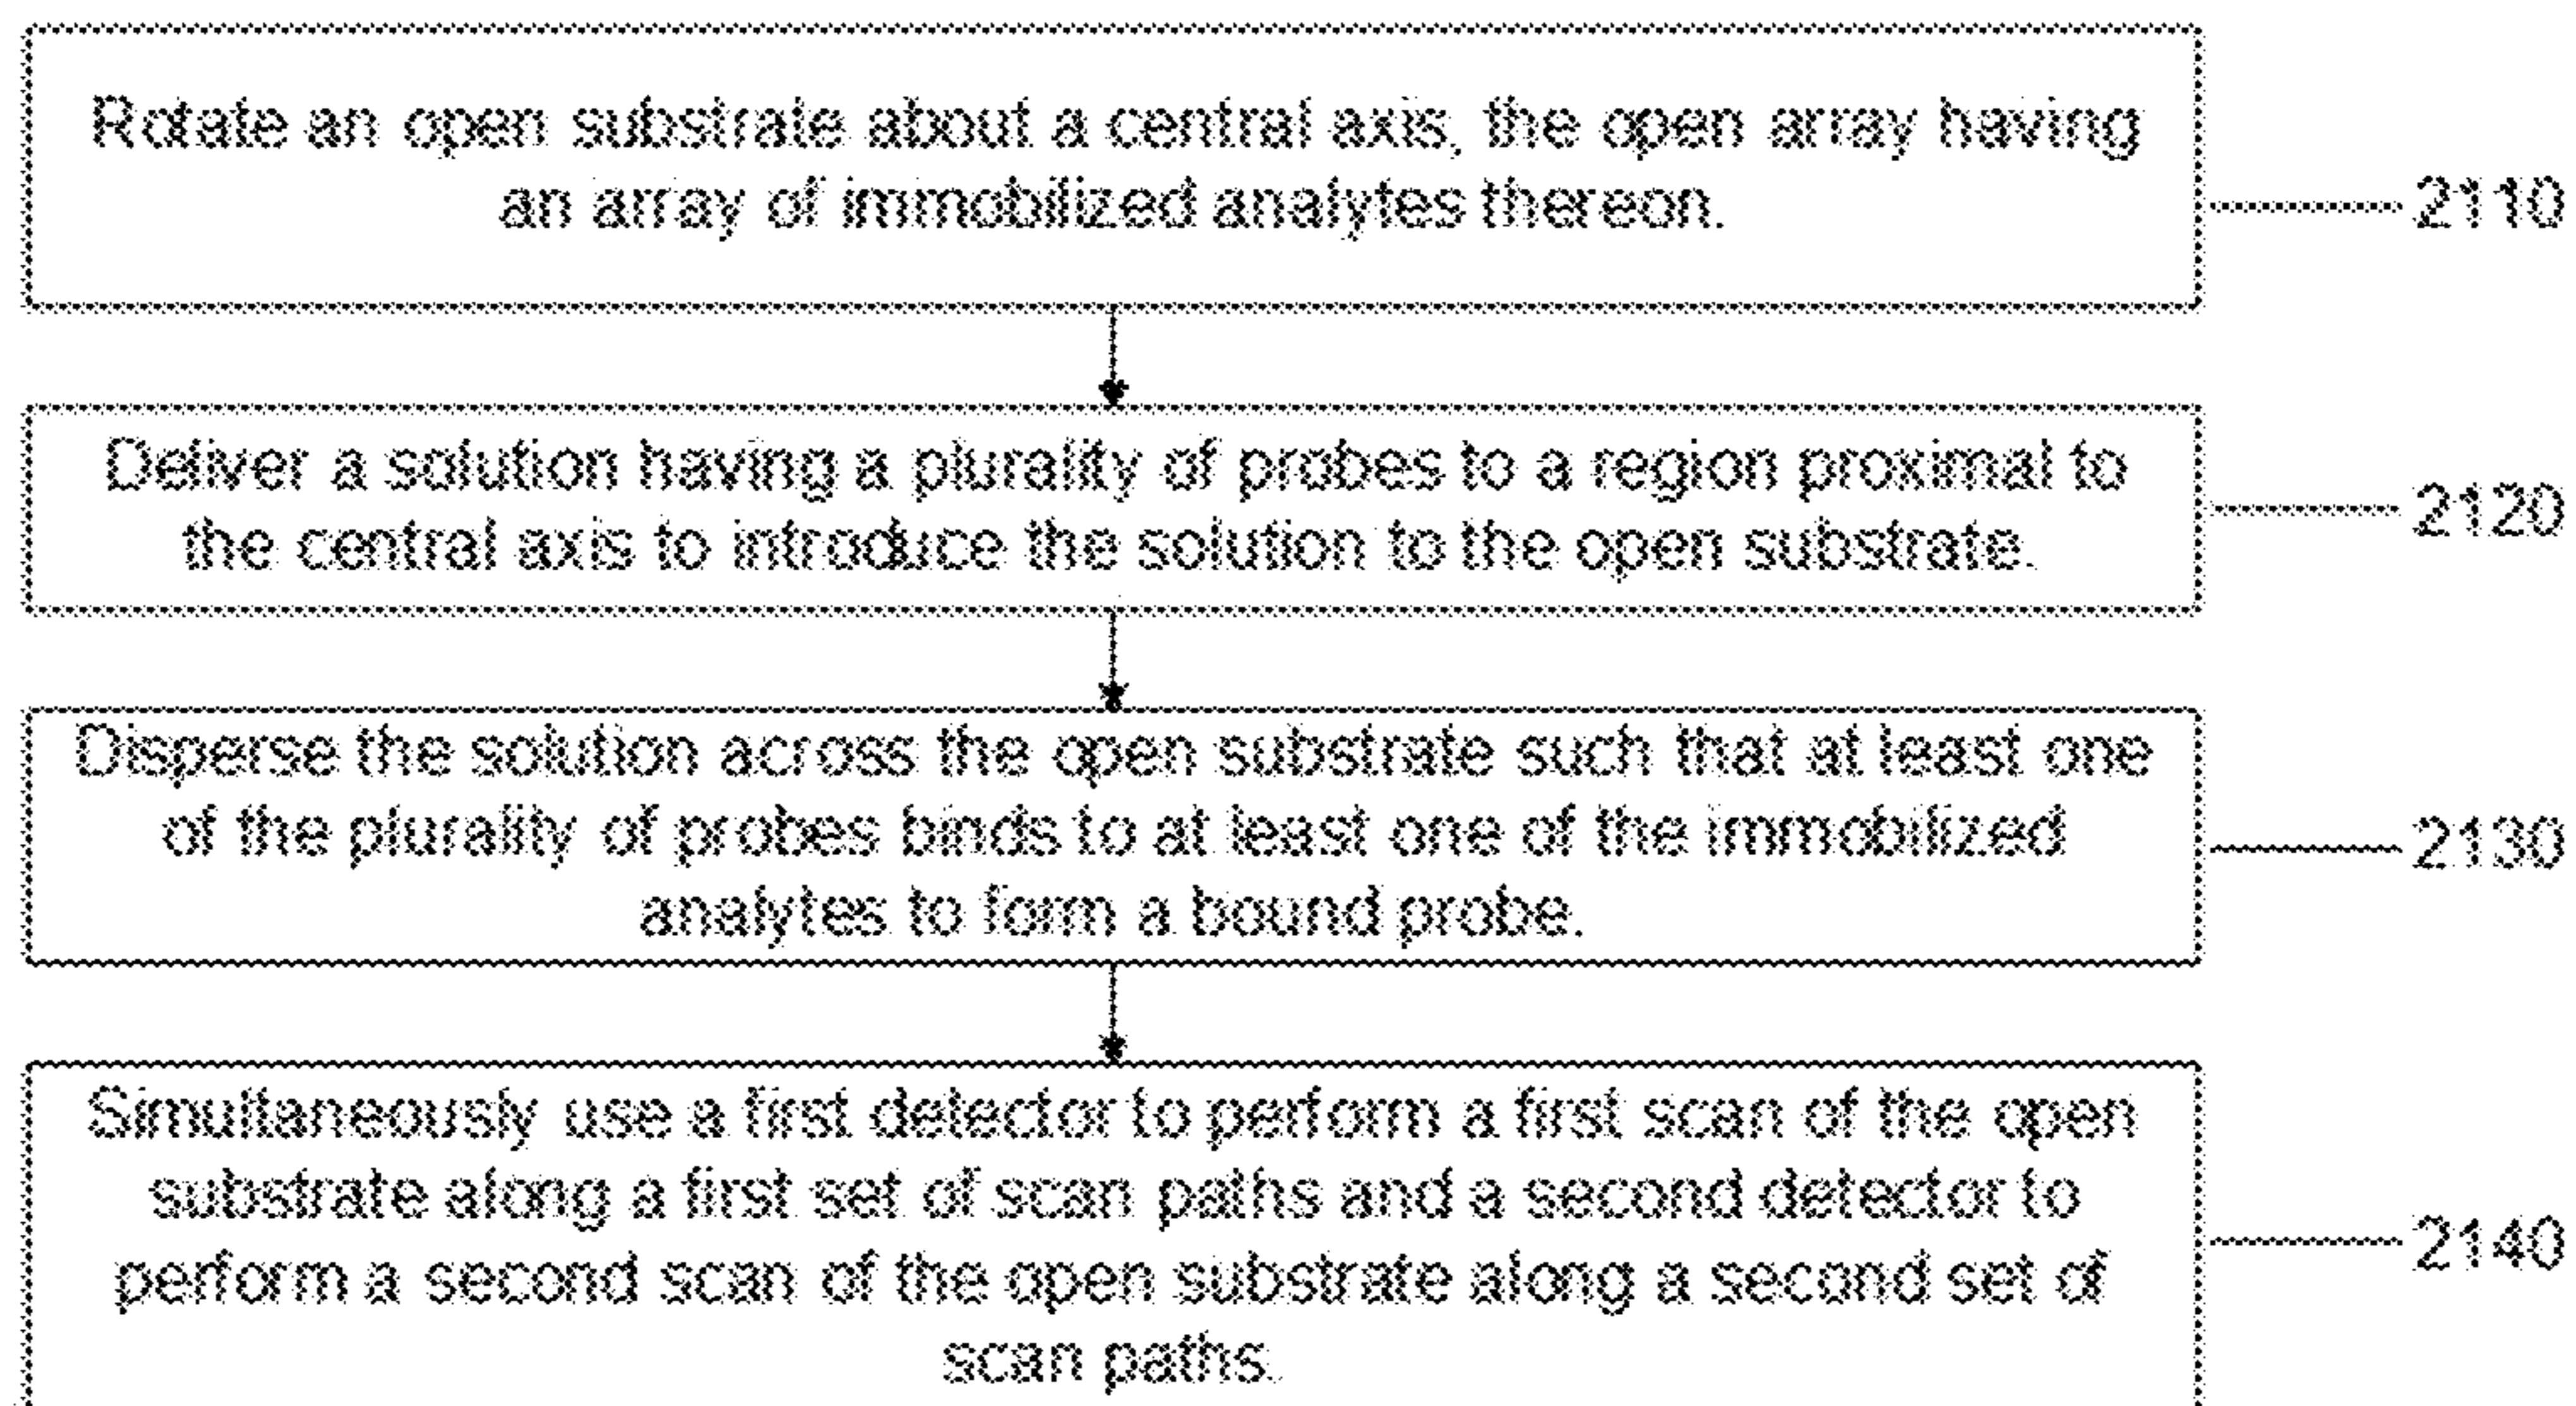 Rotate an open substrate about a central axis, the open array having
an array of immobilized analytes thereon.
2110
Deliver a solution having a plurality of probes to a region proximal to
the central axis to introduce the solution to the open substrate.
2120
Disperse the solution across the open substrate such that at least one
of the plurality of probes binds to at least one of the immobilized
analytes to form a bound probe.
2130
Simultaneously use a first detector to perform a first scan of the open
substrate along a first set of scan paths and a second detector to
perform a second scan of the open substrate along a second set of
scan paths.
2140